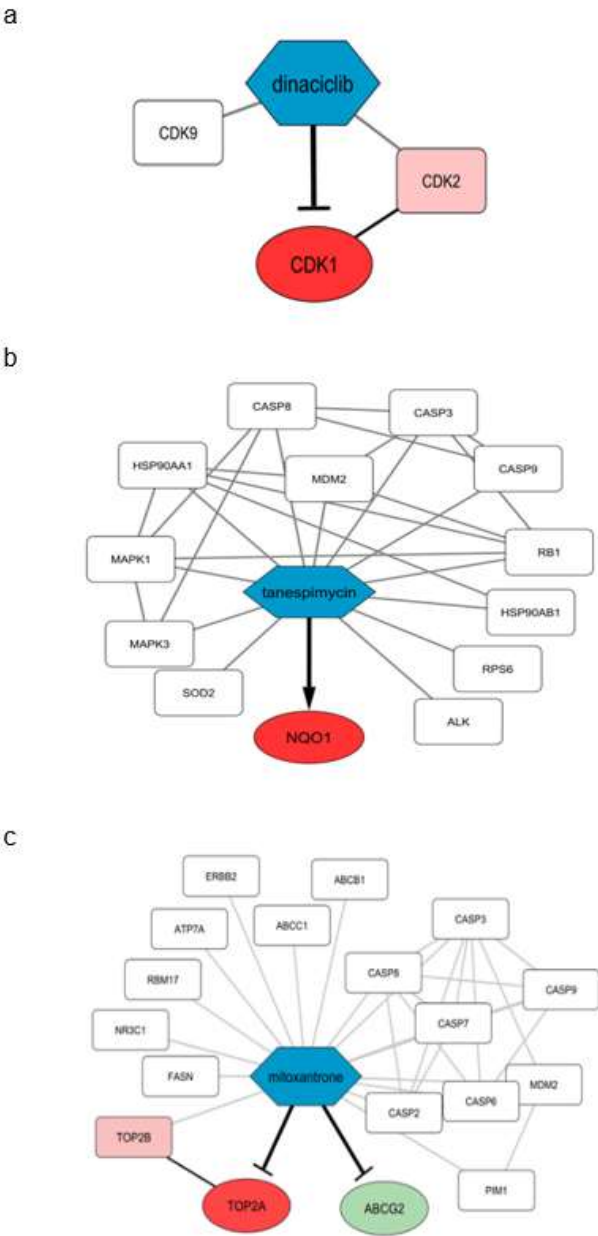 a
dinaciclib
CDK9
CDK2
CDK1
b
CASP8
CASP3
HSP90AA1
MDM2
CASP9
MAPK1
RB1
tanespimycin
HSP90AB1
MAPK3
RPS6
SOD2
ALK
NQO1
c
ERBB2
ABCB1
ATP7A
ABCC1
CASP3
RBM17
CASP8
CASP9
NR3C1
CASP7
FASN
mitoxantrone
MDM2
CASP2
CASP6
TOP2B
PIM1
TOP2A
ABCG2